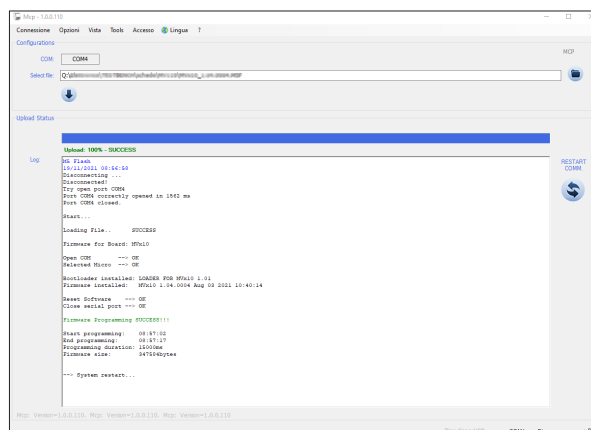 Mcp - 1.0.0.110
Connessione Opzioni Vista Tools Accesso Lingua ?
Configurations
MCP
COM: COM4
Select file: Q:\
Upload Status
Upload: 100% - SUCCESS
Log:
RESTART COMM.
MX Flash
19/11/2021 08:56:58
Disconnecting ...
Disconnected!
Try open port COM4
Port COM4 correctly opened in 1862 ms
Port COM4 closed.
Start...
Loading File.. SUCCESS
Firmware for Board: MVx10
Open COM --> OK
Selected Micro --> OK
Bootloader installed: LOADER FOR MVx10 1.01
Firmware installed: MVx10 1.04.0004 Aug 03 2021 10:40:14
Reset Software --> OK
Close serial port --> OK
Firmware Programming SUCCESS!!!
Start programming: 08:57:02
End programming: 08:57:17
Programming duration: 15000ms
Firmware size: 247584bytes
--> System restart...
Mcp: Version=1.0.0.110, Mcp: Version=1.0.0.110, Mcp: Version=1.0.0.110